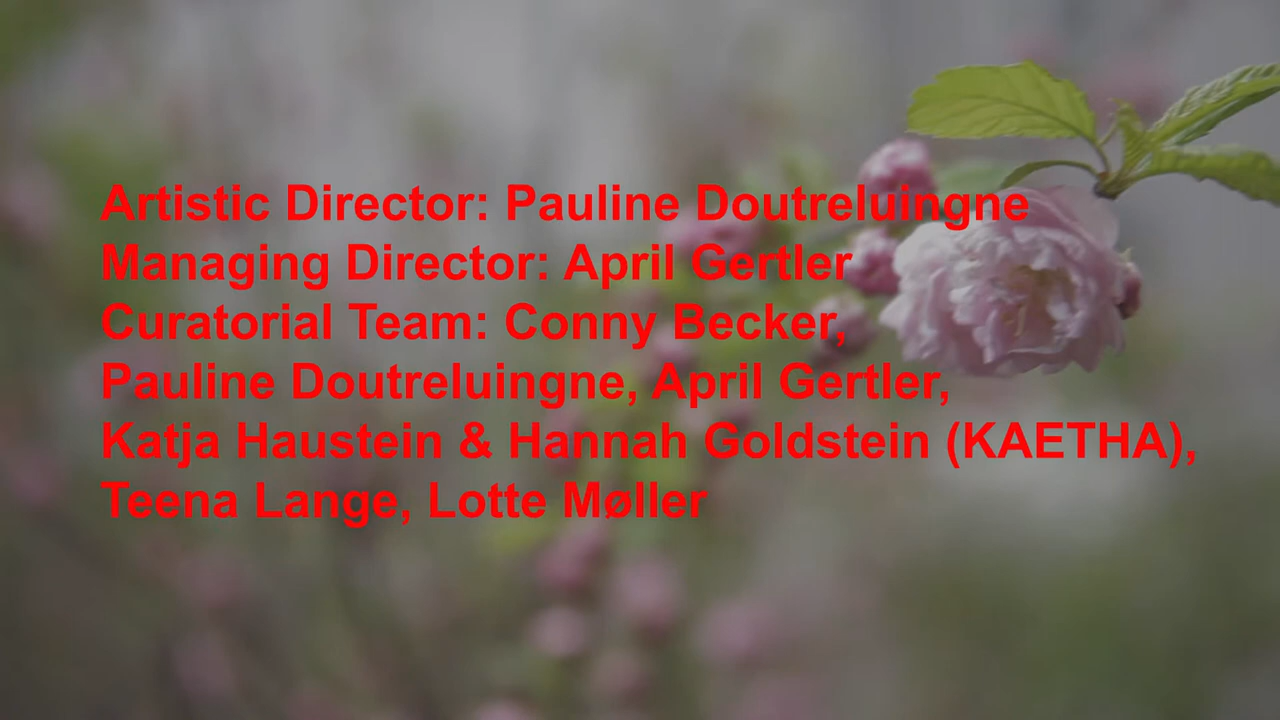 Artistic Director: Pauline Doutreluingne
Managing Director: April Gertler
Curatorial Team: Conny Becker,
Pauline Doutreluingne, April Gertler,
Katja Haustein & Hannah Goldstein (KAETHA),
Teena Lange, Lotte Møller